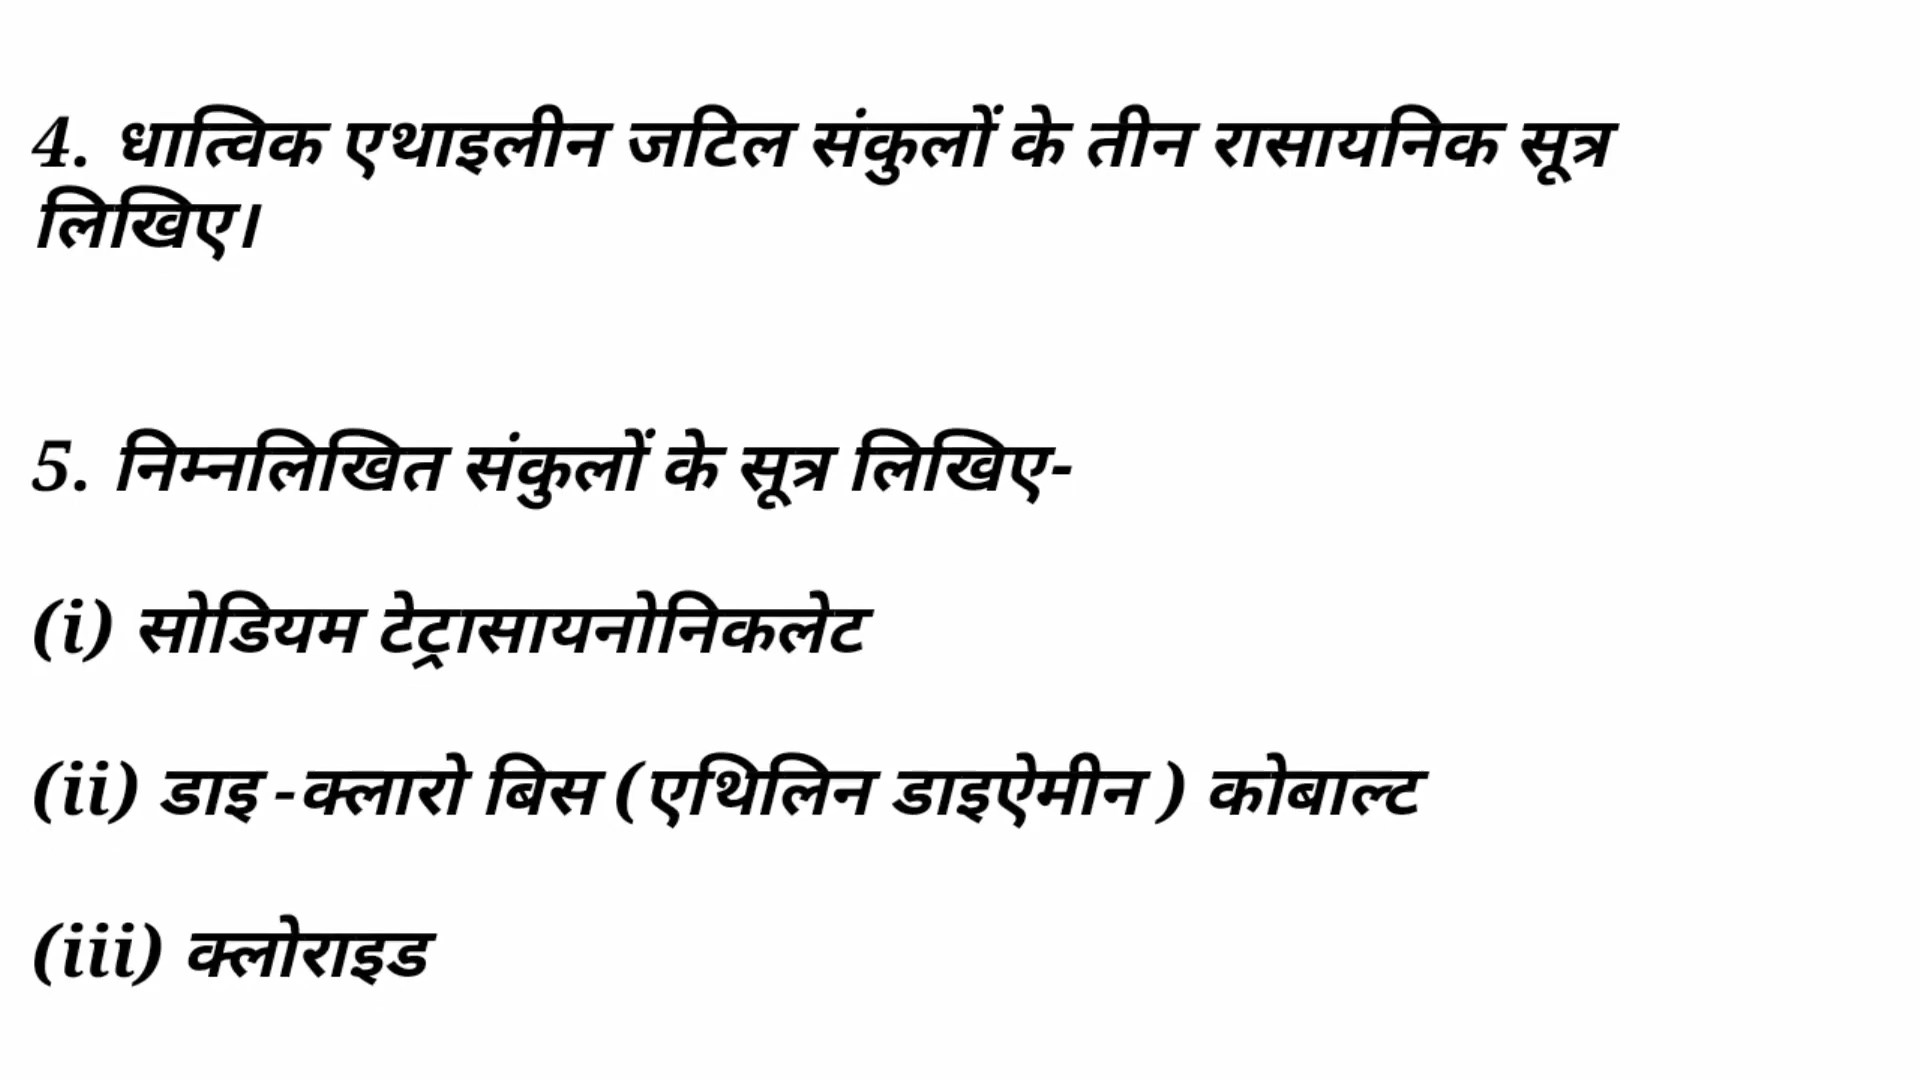 4. धात्विक एथाइलीन जटिल संकुलों के तीन रासायनिक सूत्र
लिखिए।
5. निम्नलिखित संकुलों के सूत्र लिखिए-
(i) सोडियम टेट्रासायनोनिकलेट
(ii) डाइ -क्लारो बिस ( एथिलिन डाइऐमीन ) कोबाल्ट
(iii) क्लोराइड